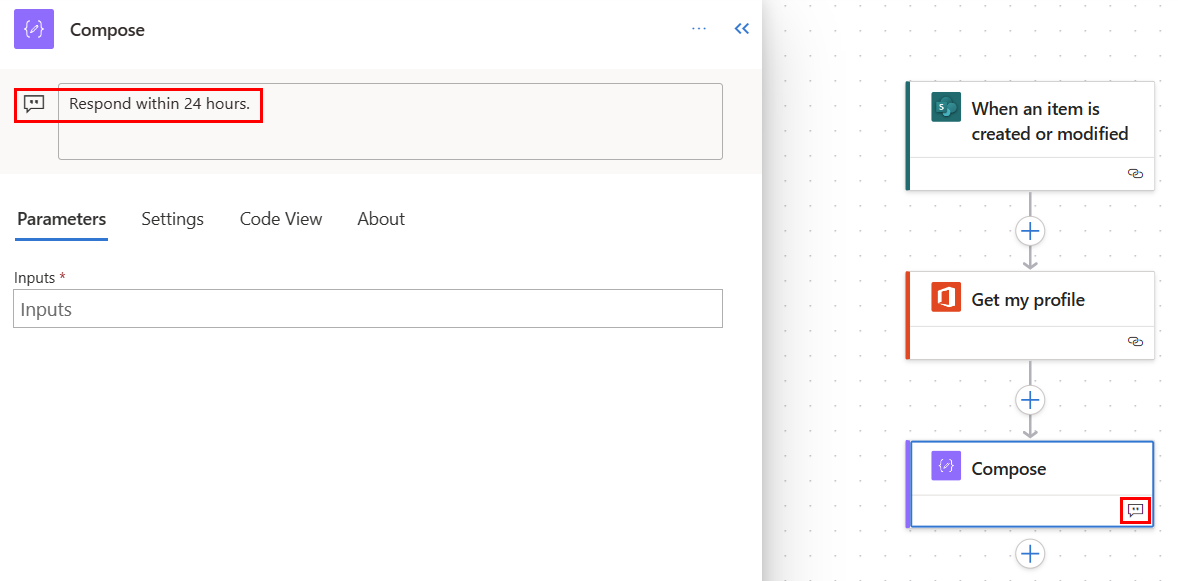 Compose
Respond within 24 hours.
Parameters
Settings
Code View
About
Inputs *
Inputs
When an item is
created or modified
Get my profile
Compose